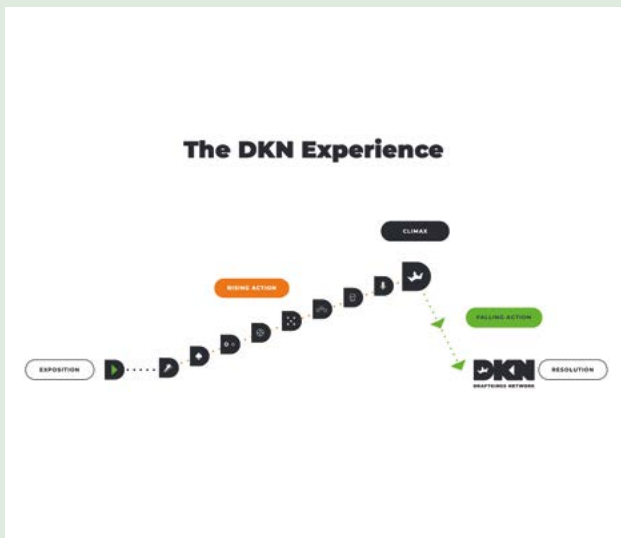 The DKN Experience
CLIMAX
RISING ACTION
FALLING ACTION
EXPOSITION
DKN
DRAFTKINGS NETWORK
RESOLUTION